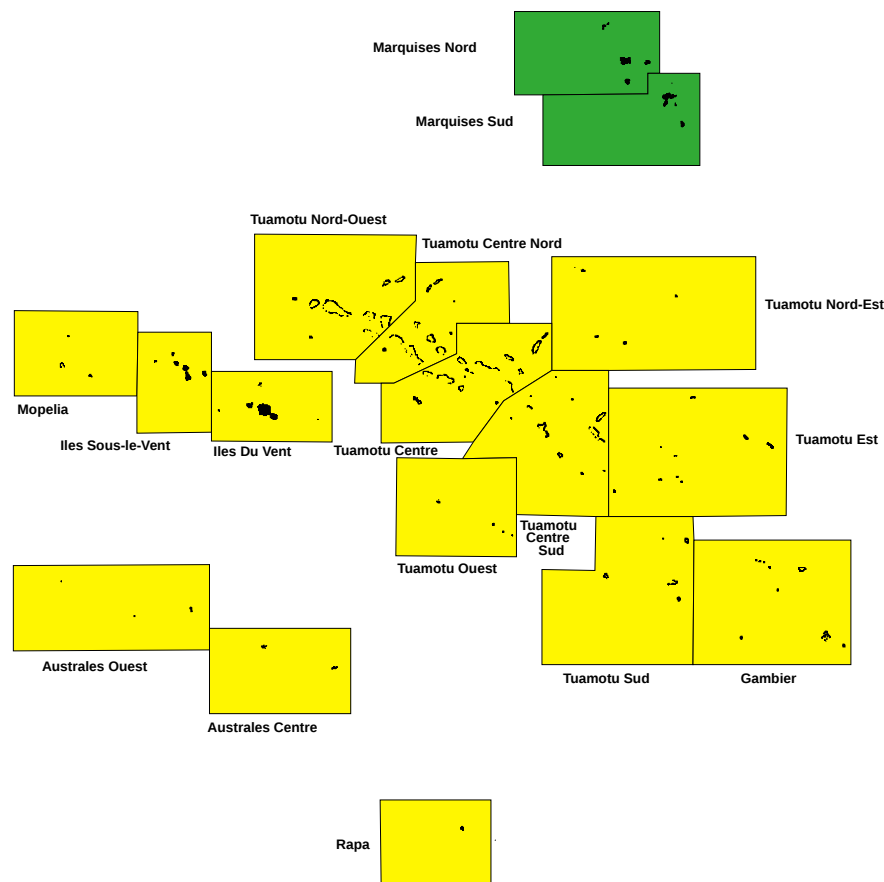 Marquises Nord
Marquises Sud
Tuamotu Nord-Ouest
Tuamotu Centre Nord
Tuamotu Nord-Est
Mopelia
Iles Sous-le-Vent
Iles Du Vent
Tuamotu Centre
Tuamotu Est
Tuamotu Ouest
Tuamotu
Centre
Sud
Australes Ouest
Australes Centre
Tuamotu Sud
Gambier
Rapa